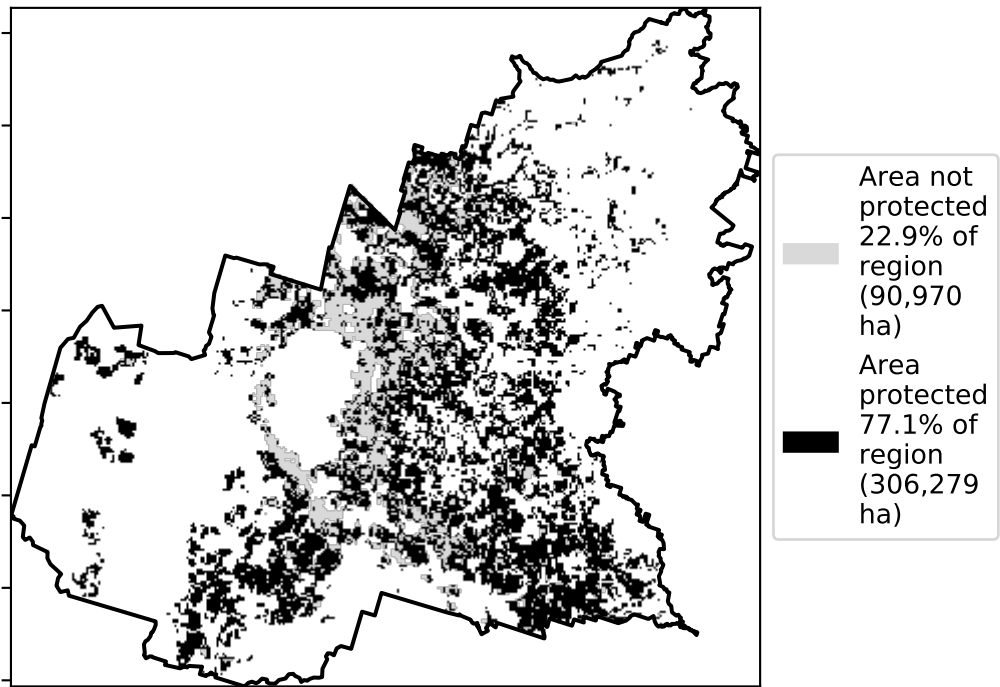 Area not
protected
22.9% of
region
(90,970
ha)
Area
protected
77.1% of
region
(306,279
ha)